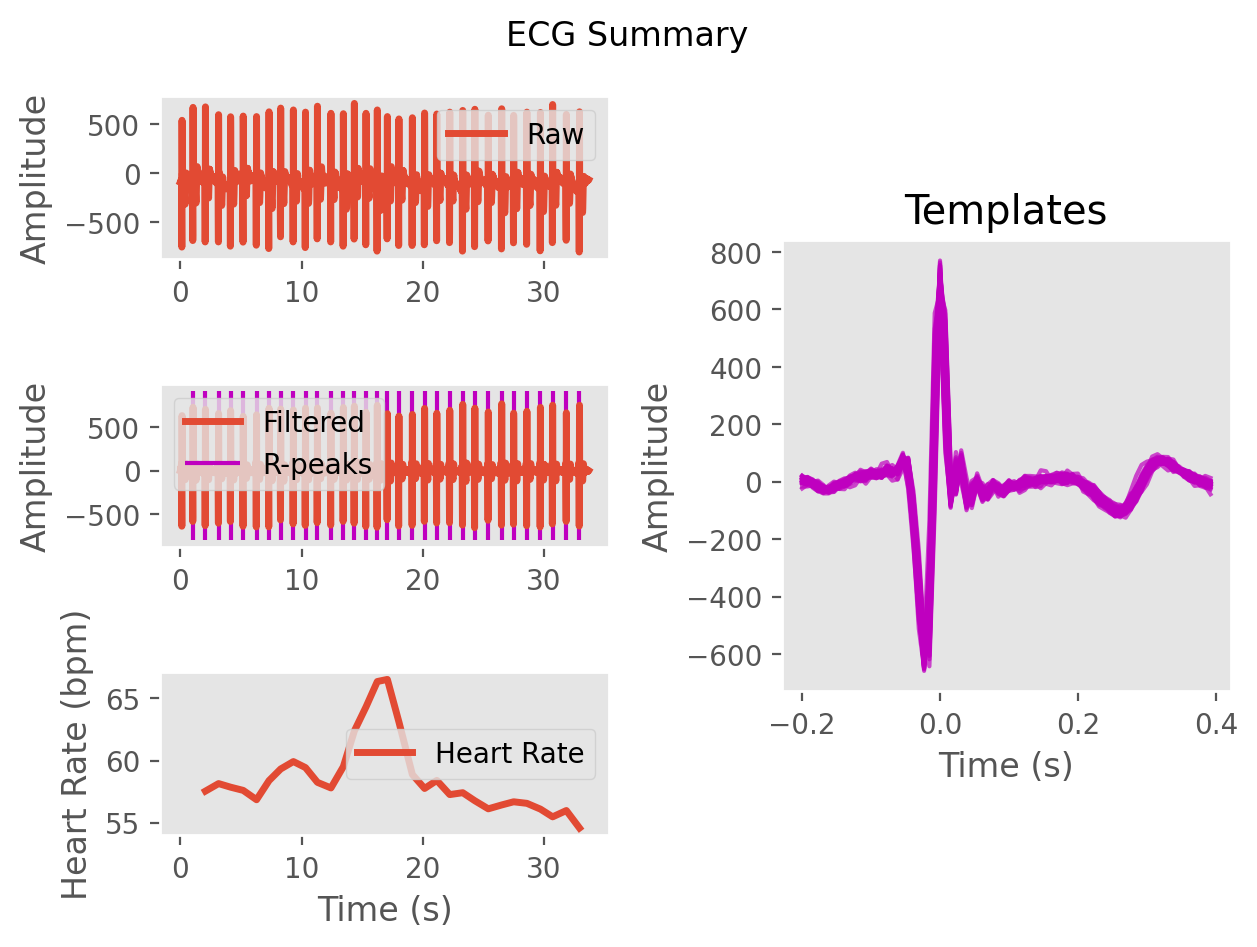 ECG Summary
Amplitude
500
0
−500
Raw
0 10 20 30
Amplitude
500
0
−500
Filtered
R-peaks
0 10 20 30
Heart Rate (bpm)
65
60
55
Heart Rate
0 10 20 30
Time (s)
Templates
Amplitude
800
600
400
200
0
−200
−400
−600
−0.2 0.0 0.2 0.4
Time (s)